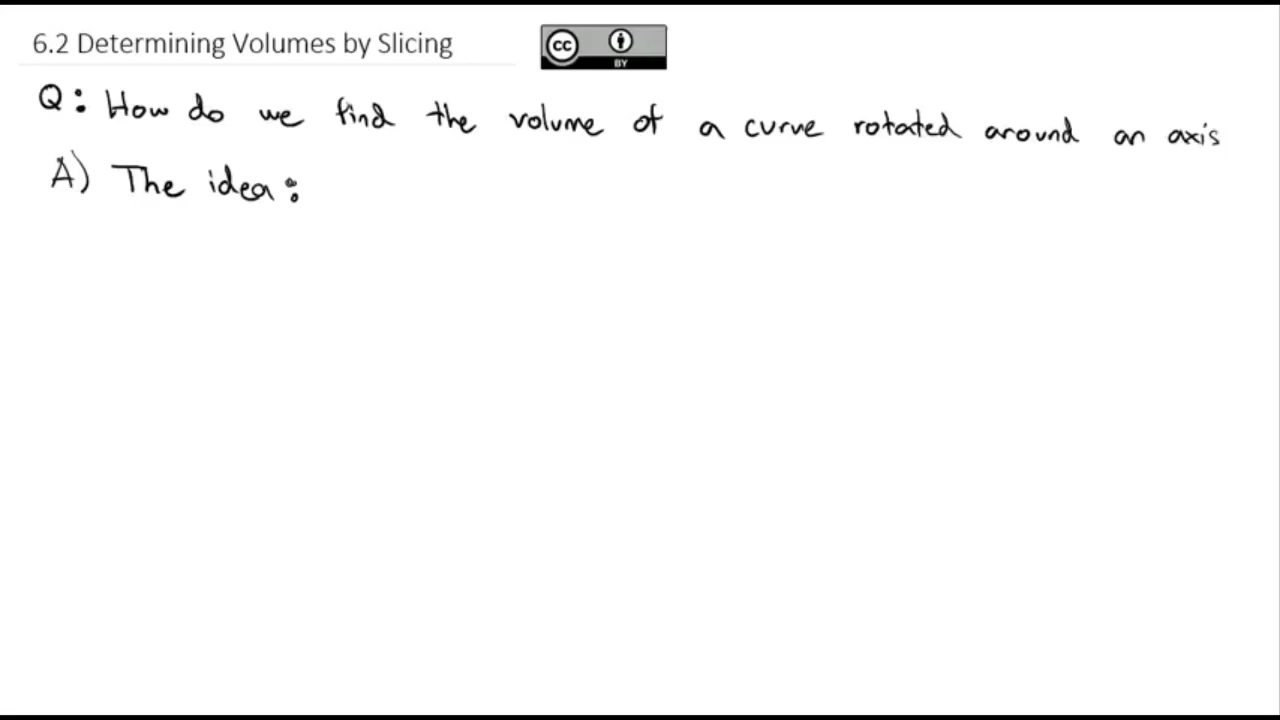 6.2 Determining Volumes by Slicing
cc BY
Q: How do we find the volume of a curve rotated around an axis
A) The idea: